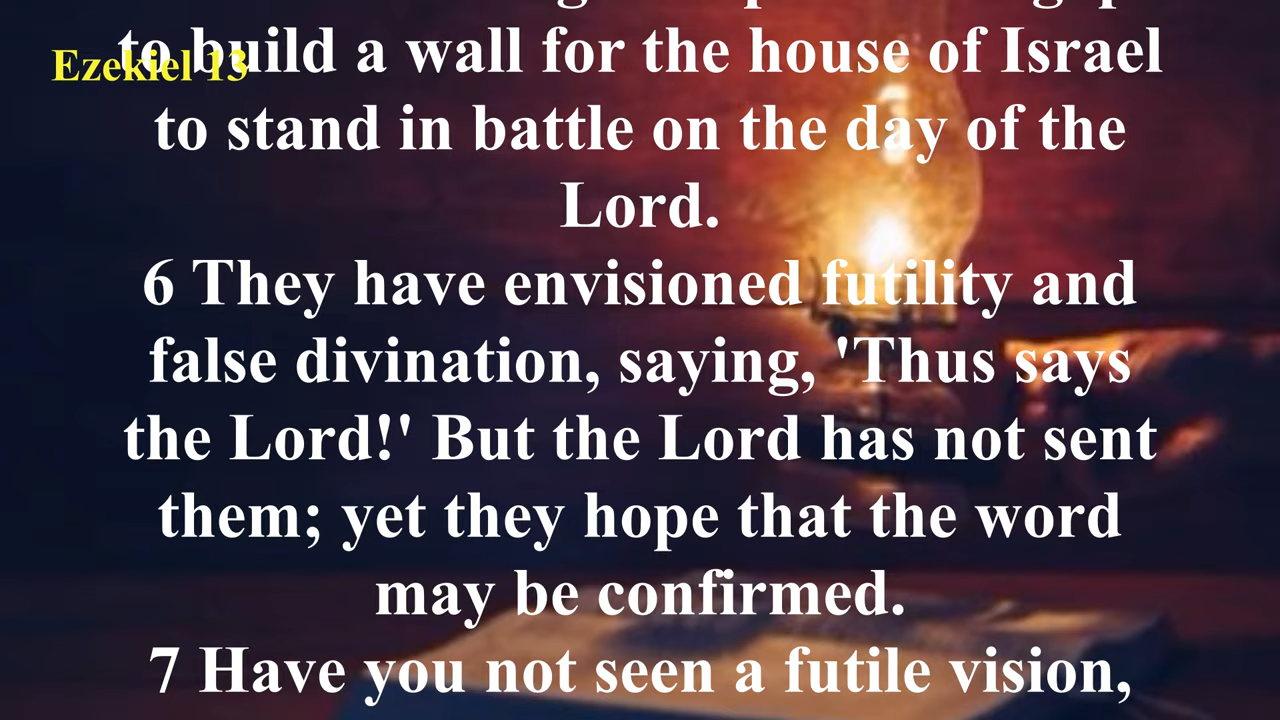 Ezekiel 13
to build a wall for the house of Israel
to stand in battle on the day of the
Lord.
6 They have envisioned futility and
false divination, saying, 'Thus says
the Lord!' But the Lord has not sent
them; yet they hope that the word
may be confirmed.
7 Have you not seen a futile vision,